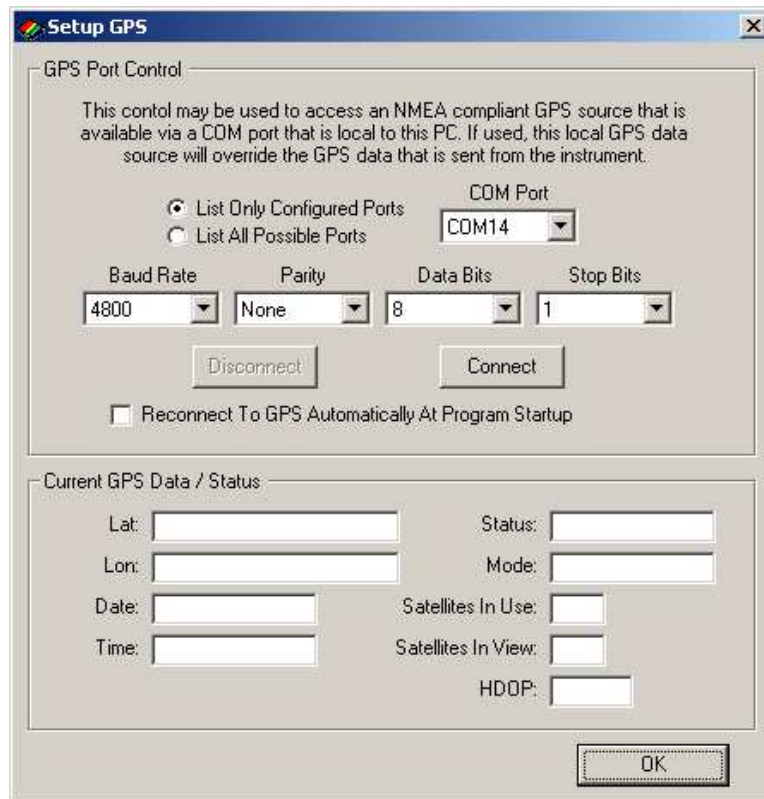 Setup GPS
GPS Port Control
This contol may be used to access an NMEA compliant GPS source that is
available via a COM port that is local to this PC. If used, this local GPS data
source will override the GPS data that is sent from the instrument.
COM Port
List Only Configured Ports
COM14
List All Possible Ports
Baud Rate Parity Data Bits Stop Bits
4800 None 8 1
Disconnect Connect
Reconnect To GPS Automatically At Program Startup
Current GPS Data / Status
Lat: Status:
Lon: Mode:
Date: Satellites In Use:
Time: Satellites In View:
HDOP:
OK